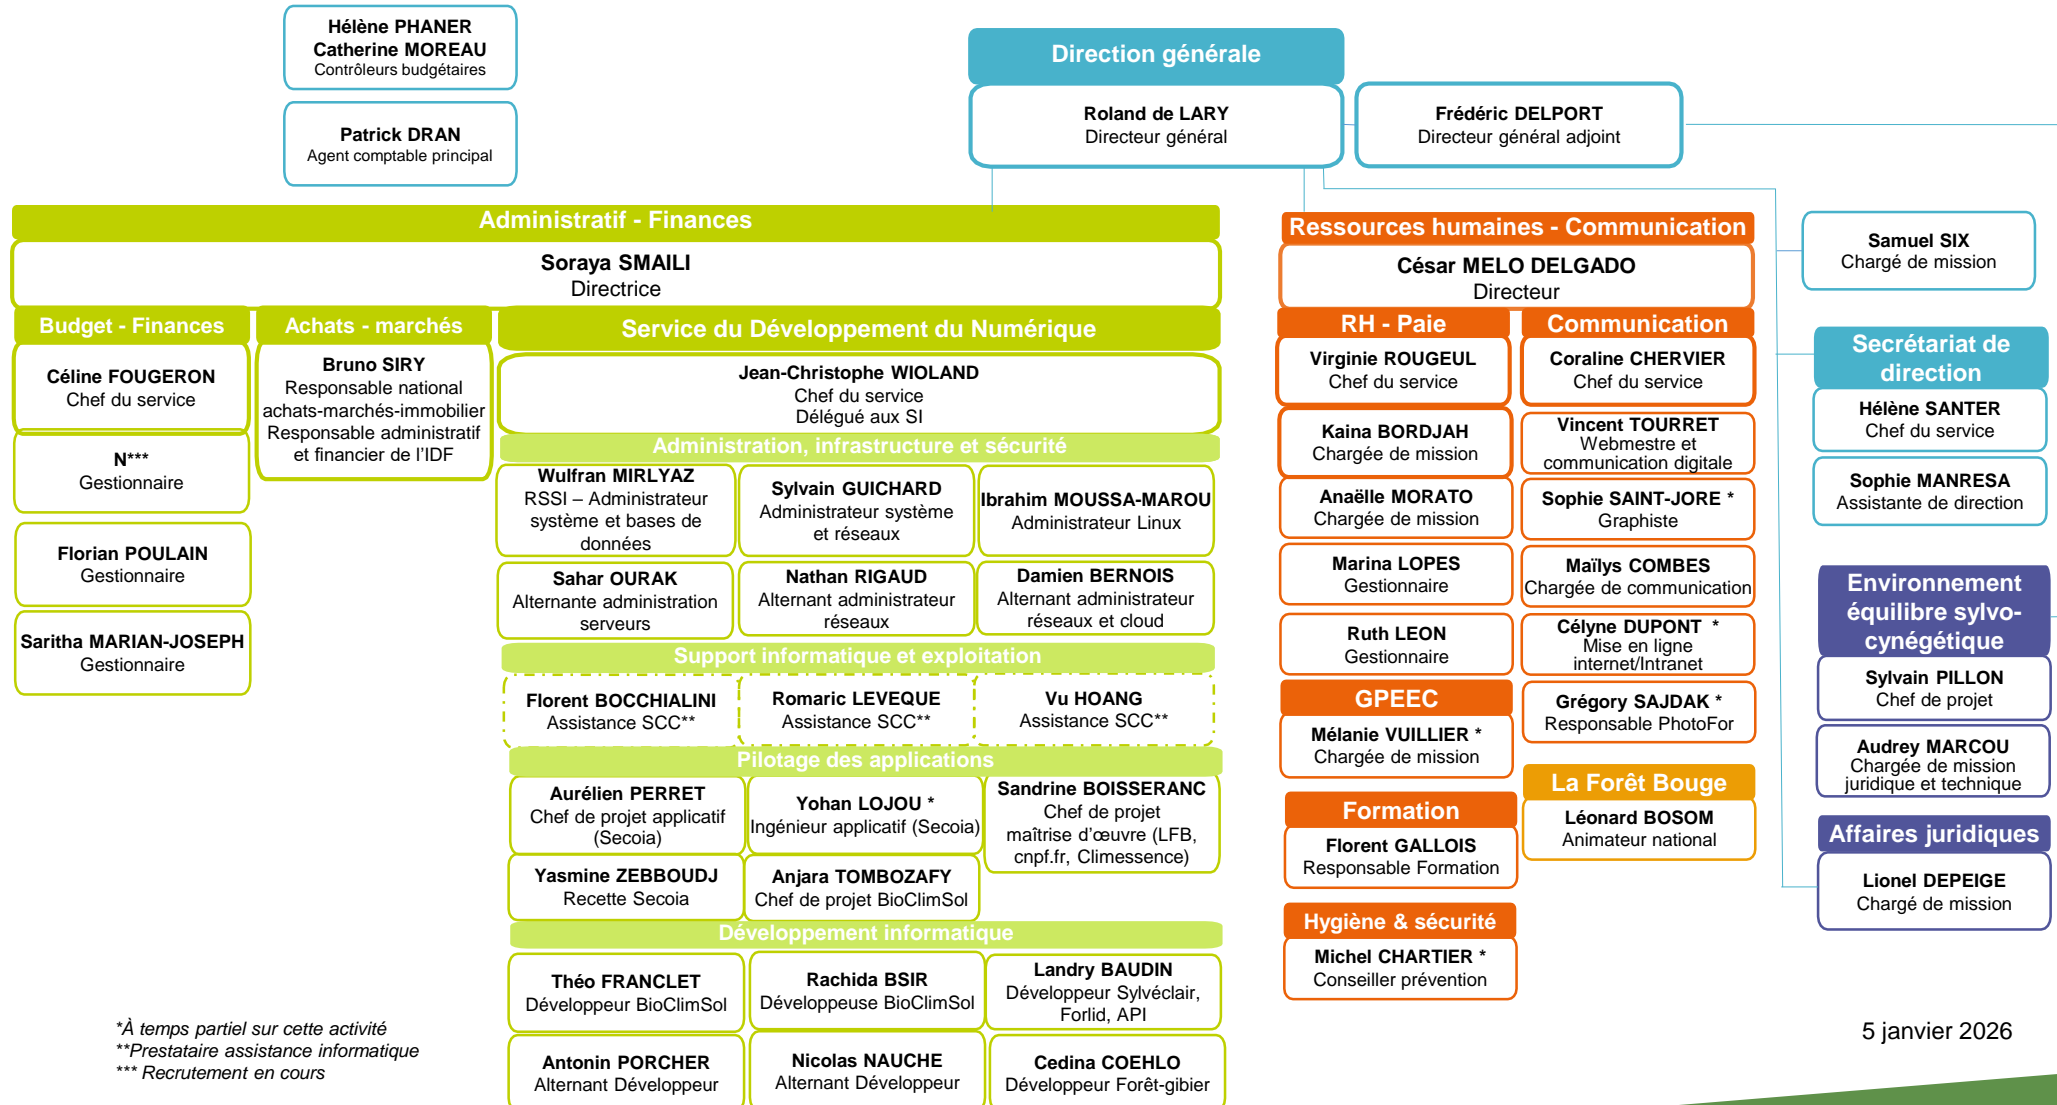 Hélène PHANER
Catherine MOREAU
Contrôleurs budgétaires
Patrick DRAN
Agent comptable principal
Direction générale
Roland de LARY
Directeur général
Frédéric DELPORT
Directeur général adjoint
Administratif - Finances
Soraya SMAILI
Directrice
Budget - Finances
Céline FOUGERON
Chef du service
N***
Gestionnaire
Florian POULAIN
Gestionnaire
Saritha MARIAN-JOSEPH
Gestionnaire
Achats - marchés
Bruno SIRY
Responsable national
achats-marchés-immobilier
Responsable administratif
et financier de l'IDF
Service du Développement du Numérique
Jean-Christophe WIOLAND
Chef du service
Délégué aux SI
Administration, infrastructure et sécurité
Wulfran MIRLYAZ
RSSI – Administrateur
système et bases de
données
Sylvain GUICHARD
Administrateur système
et réseaux
Ibrahim MOUSSA-MAROU
Administrateur Linux
Sahar OURAK
Alternante administration
serveurs
Nathan RIGAUD
Alternant administrateur
réseaux
Damien BERNOIS
Alternant administrateur
réseaux et cloud
Support informatique et exploitation
Florent BOCCHIALINI
Assistance SCC**
Romaric LEVEQUE
Assistance SCC**
Vu HOANG
Assistance SCC**
Pilotage des applications
Aurélien PERRET
Chef de projet applicatif
(Secoia)
Yohan LOJOU *
Ingénieur applicatif (Secoia)
Sandrine BOISSERANC
Chef de projet
maîtrise d'œuvre (LFB,
cnpf.fr, Climessence)
Yasmine ZEBBOUDJ
Recette Secoia
Anjara TOMBOZAFY
Chef de projet BioClimSol
Développement informatique
Théo FRANCLET
Développeur BioClimSol
Rachida BSIR
Développeuse BioClimSol
Landry BAUDIN
Développeur Sylvéclair,
Forlid, API
Antonin PORCHER
Alternant Développeur
Nicolas NAUCHE
Alternant Développeur
Cedina COEHLO
Développeur Forêt-gibier
Ressources humaines - Communication
César MELO DELGADO
Directeur
RH - Paie
Virginie ROUGEUL
Chef du service
Kaina BORDJAH
Chargée de mission
Anaëlle MORATO
Chargée de mission
Marina LOPES
Gestionnaire
Ruth LEON
Gestionnaire
GPEEC
Mélanie VUILLIER *
Chargée de mission
Formation
Florent GALLOIS
Responsable Formation
Hygiène & sécurité
Michel CHARTIER *
Conseiller prévention
Communication
Coraline CHERVIER
Chef du service
Vincent TOURRET
Webmestre et
communication digitale
Sophie SAINT-JORE *
Graphiste
Maïlys COMBES
Chargée de communication
Célyne DUPONT *
Mise en ligne
internet/Intranet
Grégory SAJDAK *
Responsable PhotoFor
La Forêt Bouge
Léonard BOSOM
Animateur national
Samuel SIX
Chargé de mission
Secrétariat de
direction
Hélène SANTER
Chef du service
Sophie MANRESA
Assistante de direction
Environnement
équilibre sylvo-
cynégétique
Sylvain PILLON
Chef de projet
Audrey MARCOU
Chargée de mission
juridique et technique
Affaires juridiques
Lionel DEPEIGE
Chargé de mission
*À temps partiel sur cette activité
**Prestataire assistance informatique
*** Recrutement en cours
5 janvier 2026